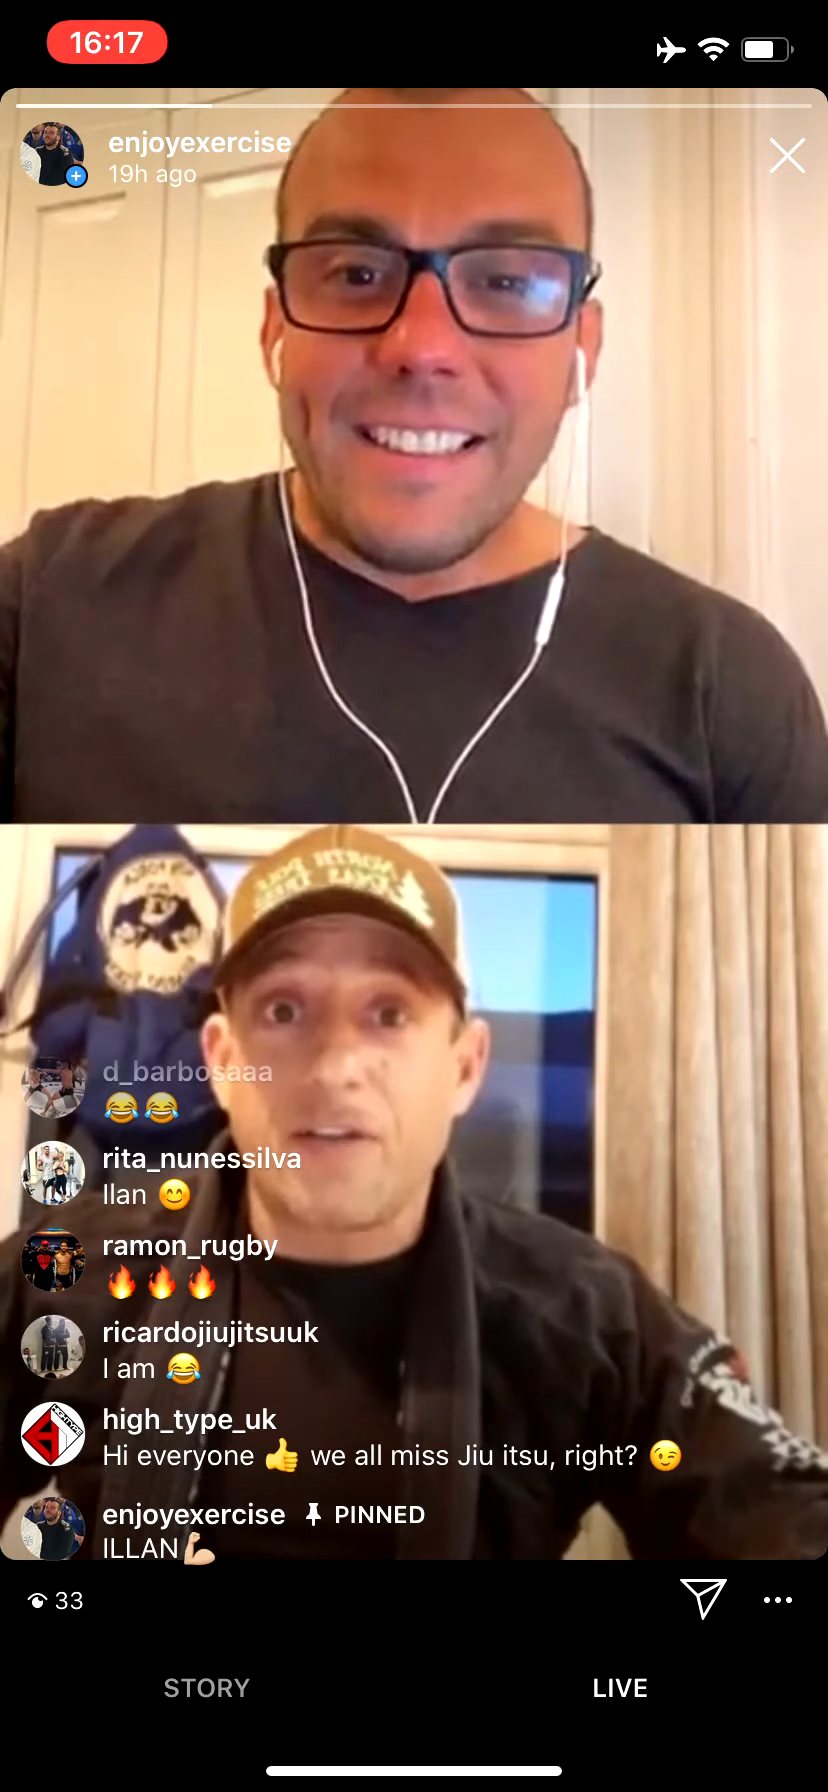 16:17
enjoyexercise
19h ago
d_barbosaaa
😂😂
rita_nunessilva
Ilan 😊
ramon_rugby
🔥🔥🔥
ricardojiujitsuuk
I am 😂
high_type_uk
Hi everyone 👍 we all miss Jiu itsu, right? 😉
enjoyexercise PINNED
ILLAN💪🏻
33
STORY
LIVE